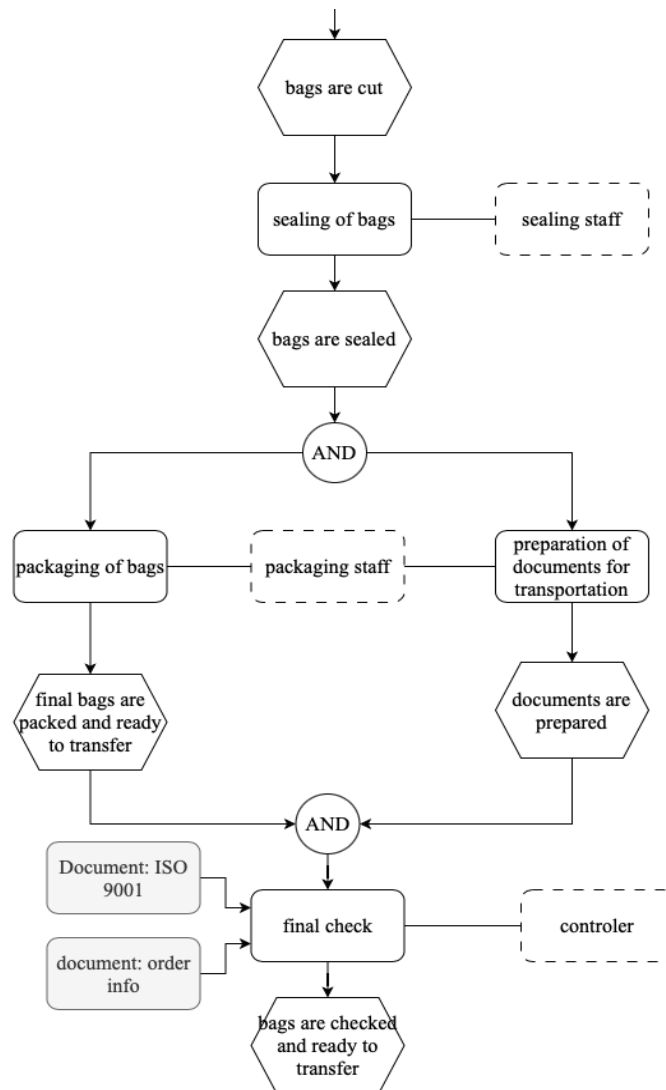 bags are cut
sealing of bags
sealing staff
bags are sealed
AND
packaging of bags
packaging staff
preparation of
documents for
transportation
final bags are
packed and ready
to transfer
documents are
prepared
AND
Document: ISO
9001
final check
controler
document: order
info
bags are checked
and ready to
transfer